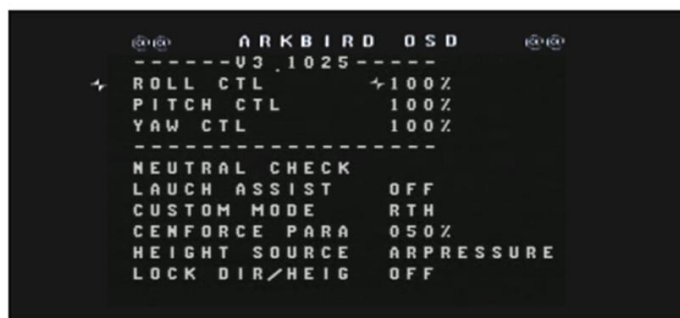 ARKBIRD OSD
------V3.1025-----
ROLL CTL 100%
PITCH CTL 100%
YAW CTL 100%
-------------------
NEUTRAL CHECK
LAUCH ASSIST OFF
CUSTOM MODE RTH
CENFORCE PARA 050%
HEIGHT SOURCE ARPRESSURE
LOCK DIR/HEIG OFF